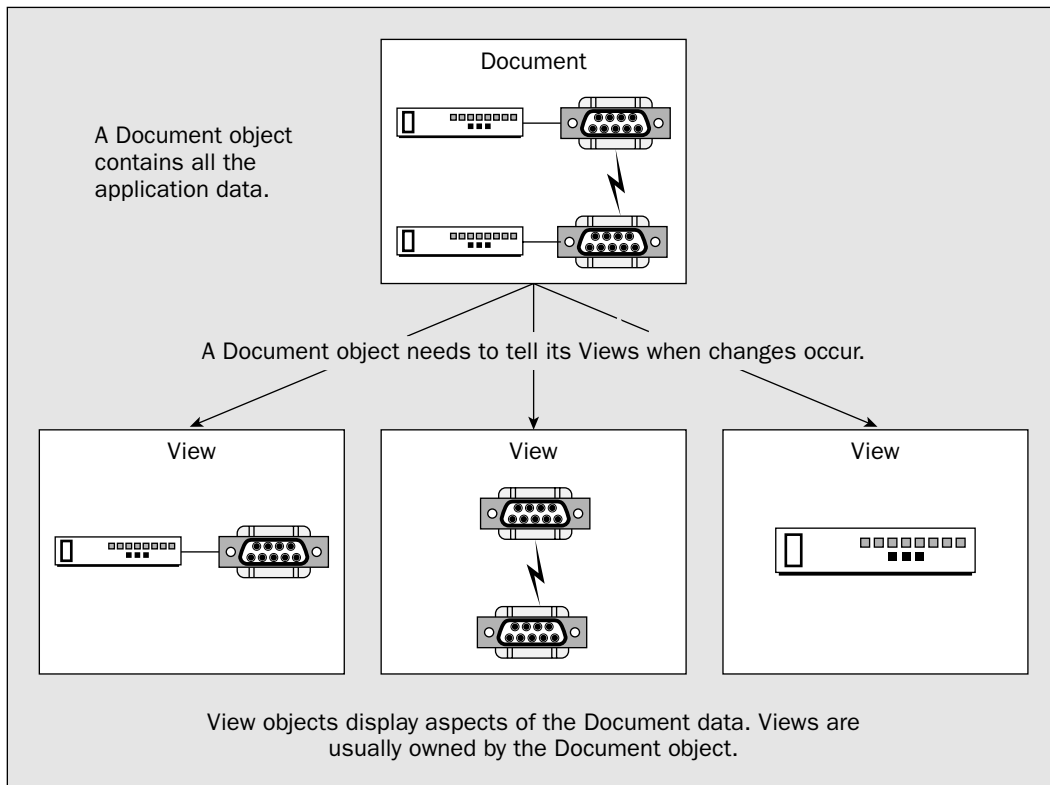 Document
A Document object
contains all the
application data.
A Document object needs to tell its Views when changes occur.
View
View
View
View objects display aspects of the Document data. Views are
usually owned by the Document object.